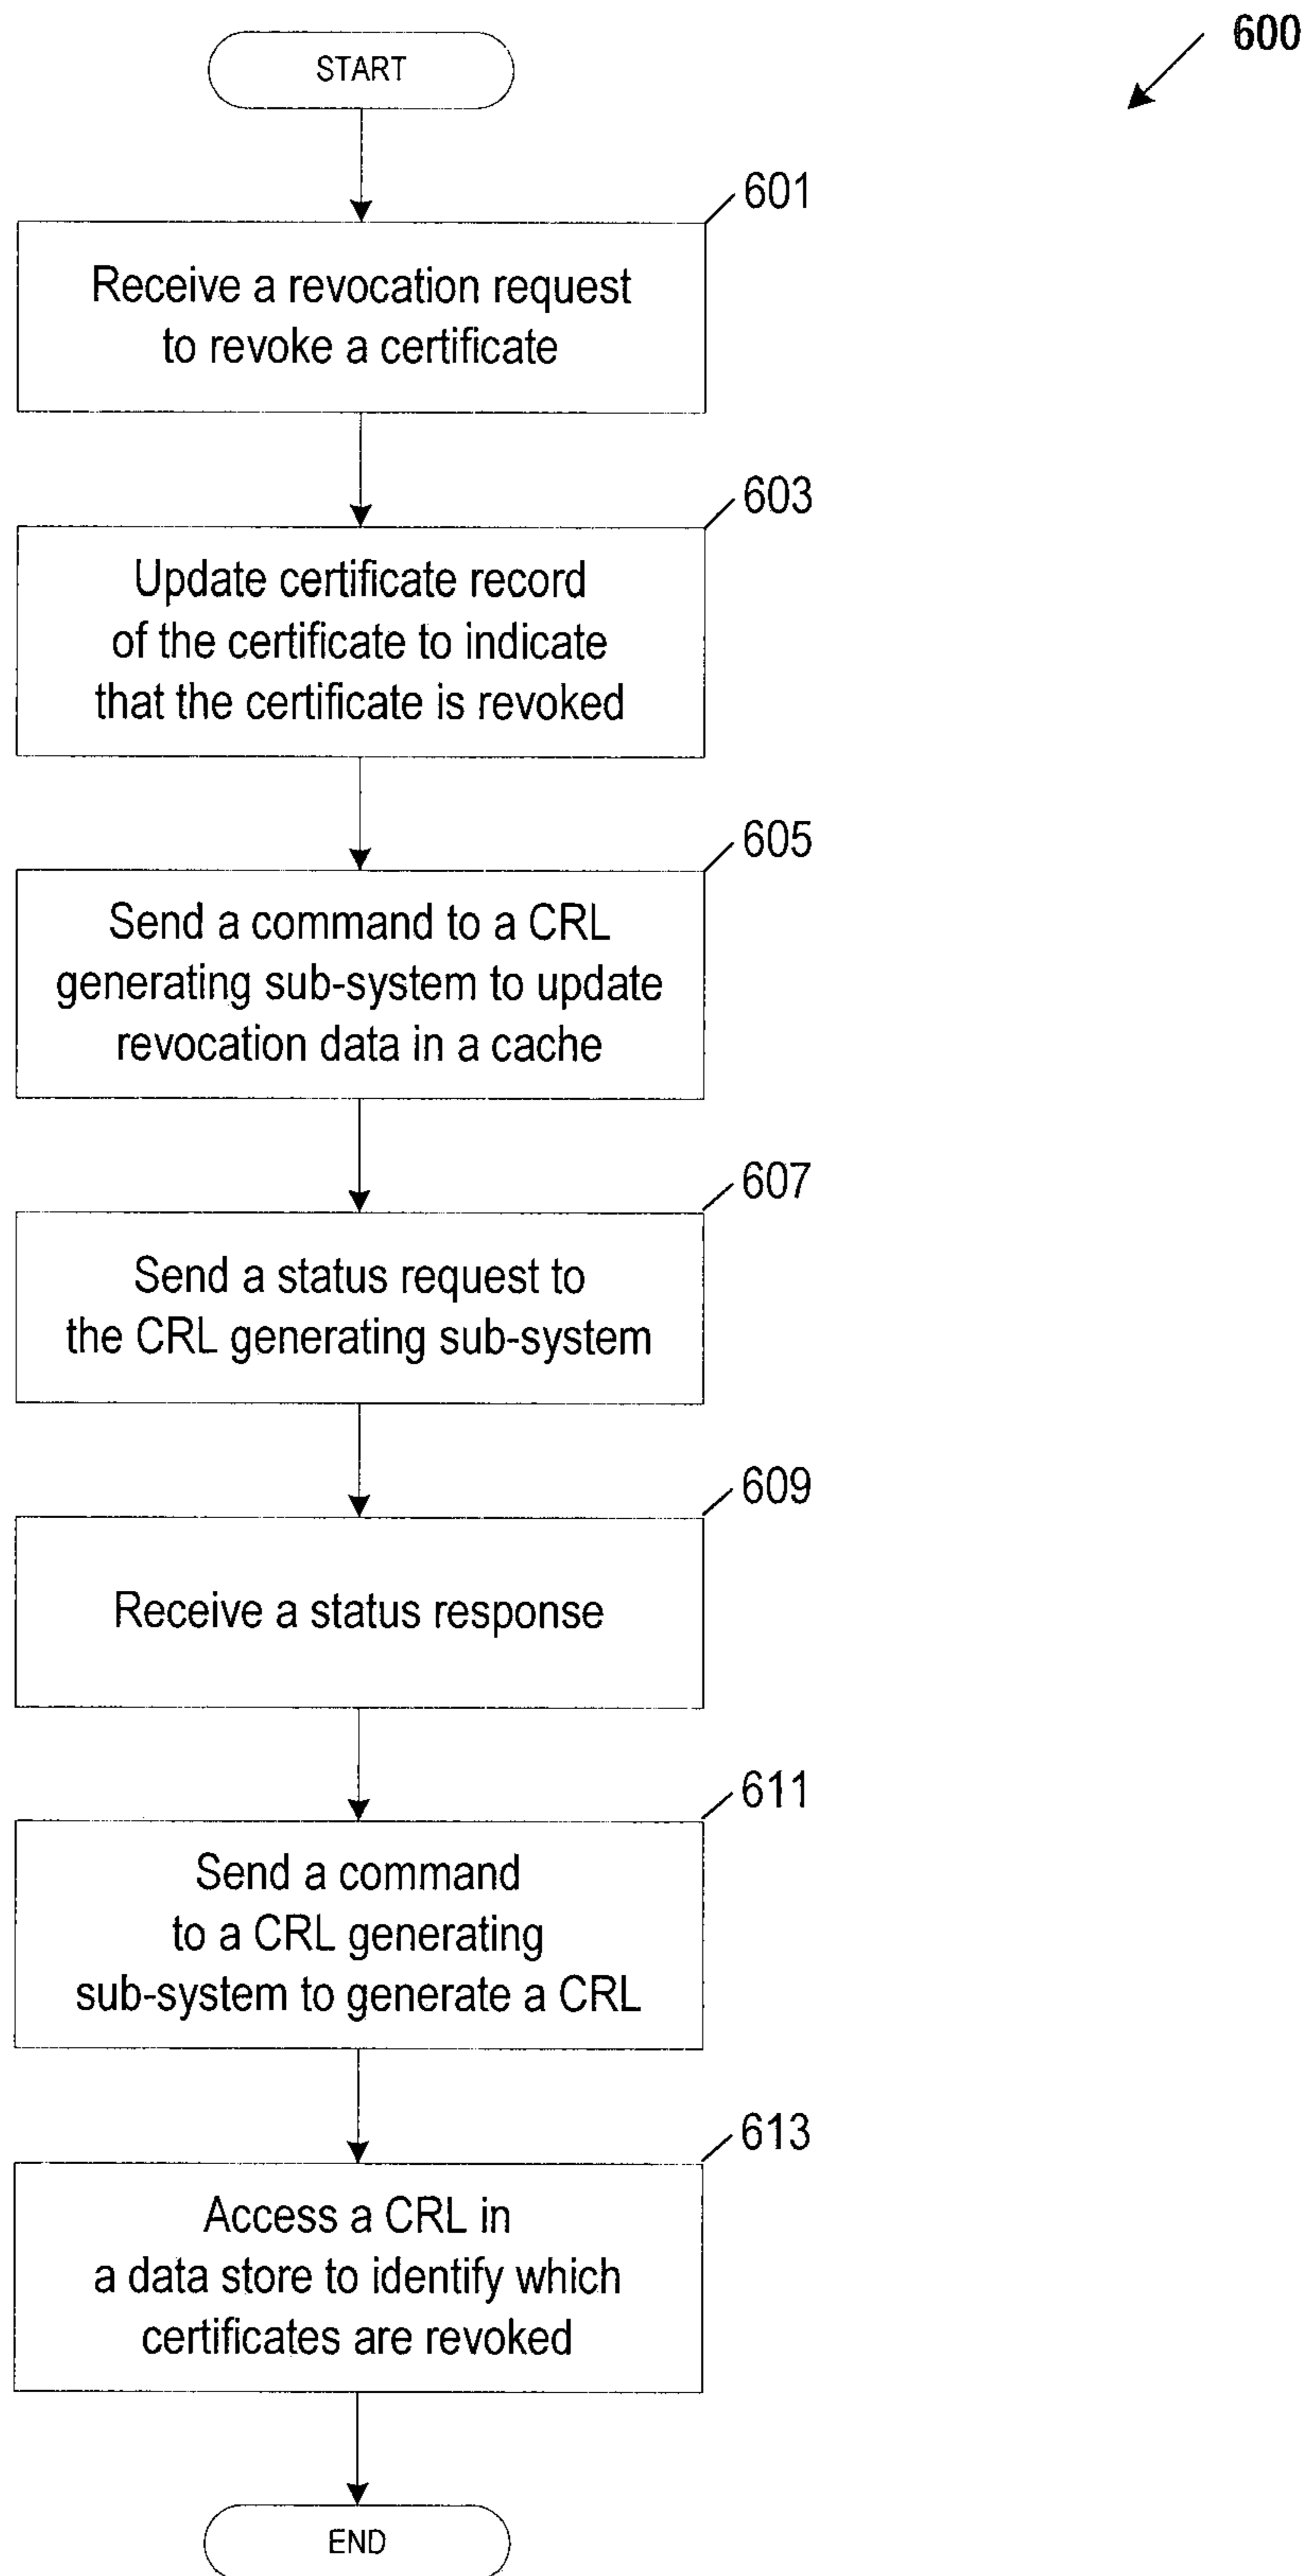 600
START
601
Receive a revocation request
to revoke a certificate
603
Update certificate record
of the certificate to indicate
that the certificate is revoked
605
Send a command to a CRL
generating sub-system to update
revocation data in a cache
607
Send a status request to
the CRL generating sub-system
609
Receive a status response
611
Send a command
to a CRL generating
sub-system to generate a CRL
613
Access a CRL in
a data store to identify which
certificates are revoked
END